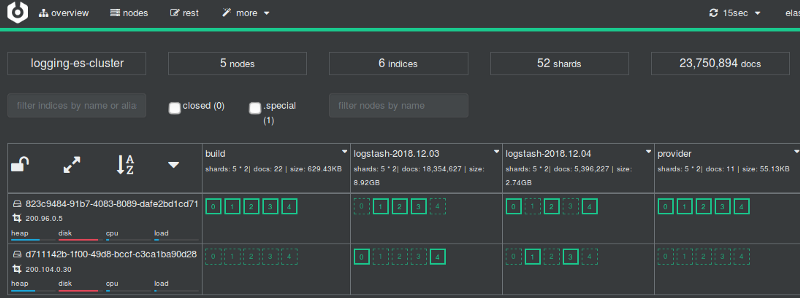 overview nodes rest more 15sec elas
logging-es-cluster 5 nodes 6 indices 52 shards 23,750,894 docs
filter indices by name or alias closed (0) .special (1) filter nodes by name
A
Z
build logstash-2018.12.03 logstash-2018.12.04 provider
shards: 5 * 2| docs: 22 | size: 629.43KB
shards: 5 * 2| docs: 18,354,627 | size: 8.92GB
shards: 5 * 2| docs: 5,396,227 | size: 2.74GB
shards: 5 * 2| docs: 11 | size: 55.13KB
823c9484-91b7-4083-8089-dafe2bd1cd71 0 1 2 3 4 0 1 2 3 4 0 1 2 3 4 0 1 2 3 4
200.96.0.5
heap disk cpu load
d711142b-1f00-49d8-bccf-c3ca1ba90d28 0 1 2 3 4 0 1 2 3 4 0 1 2 3 4 0 1 2 3 4
200.104.0.30
heap disk cpu load